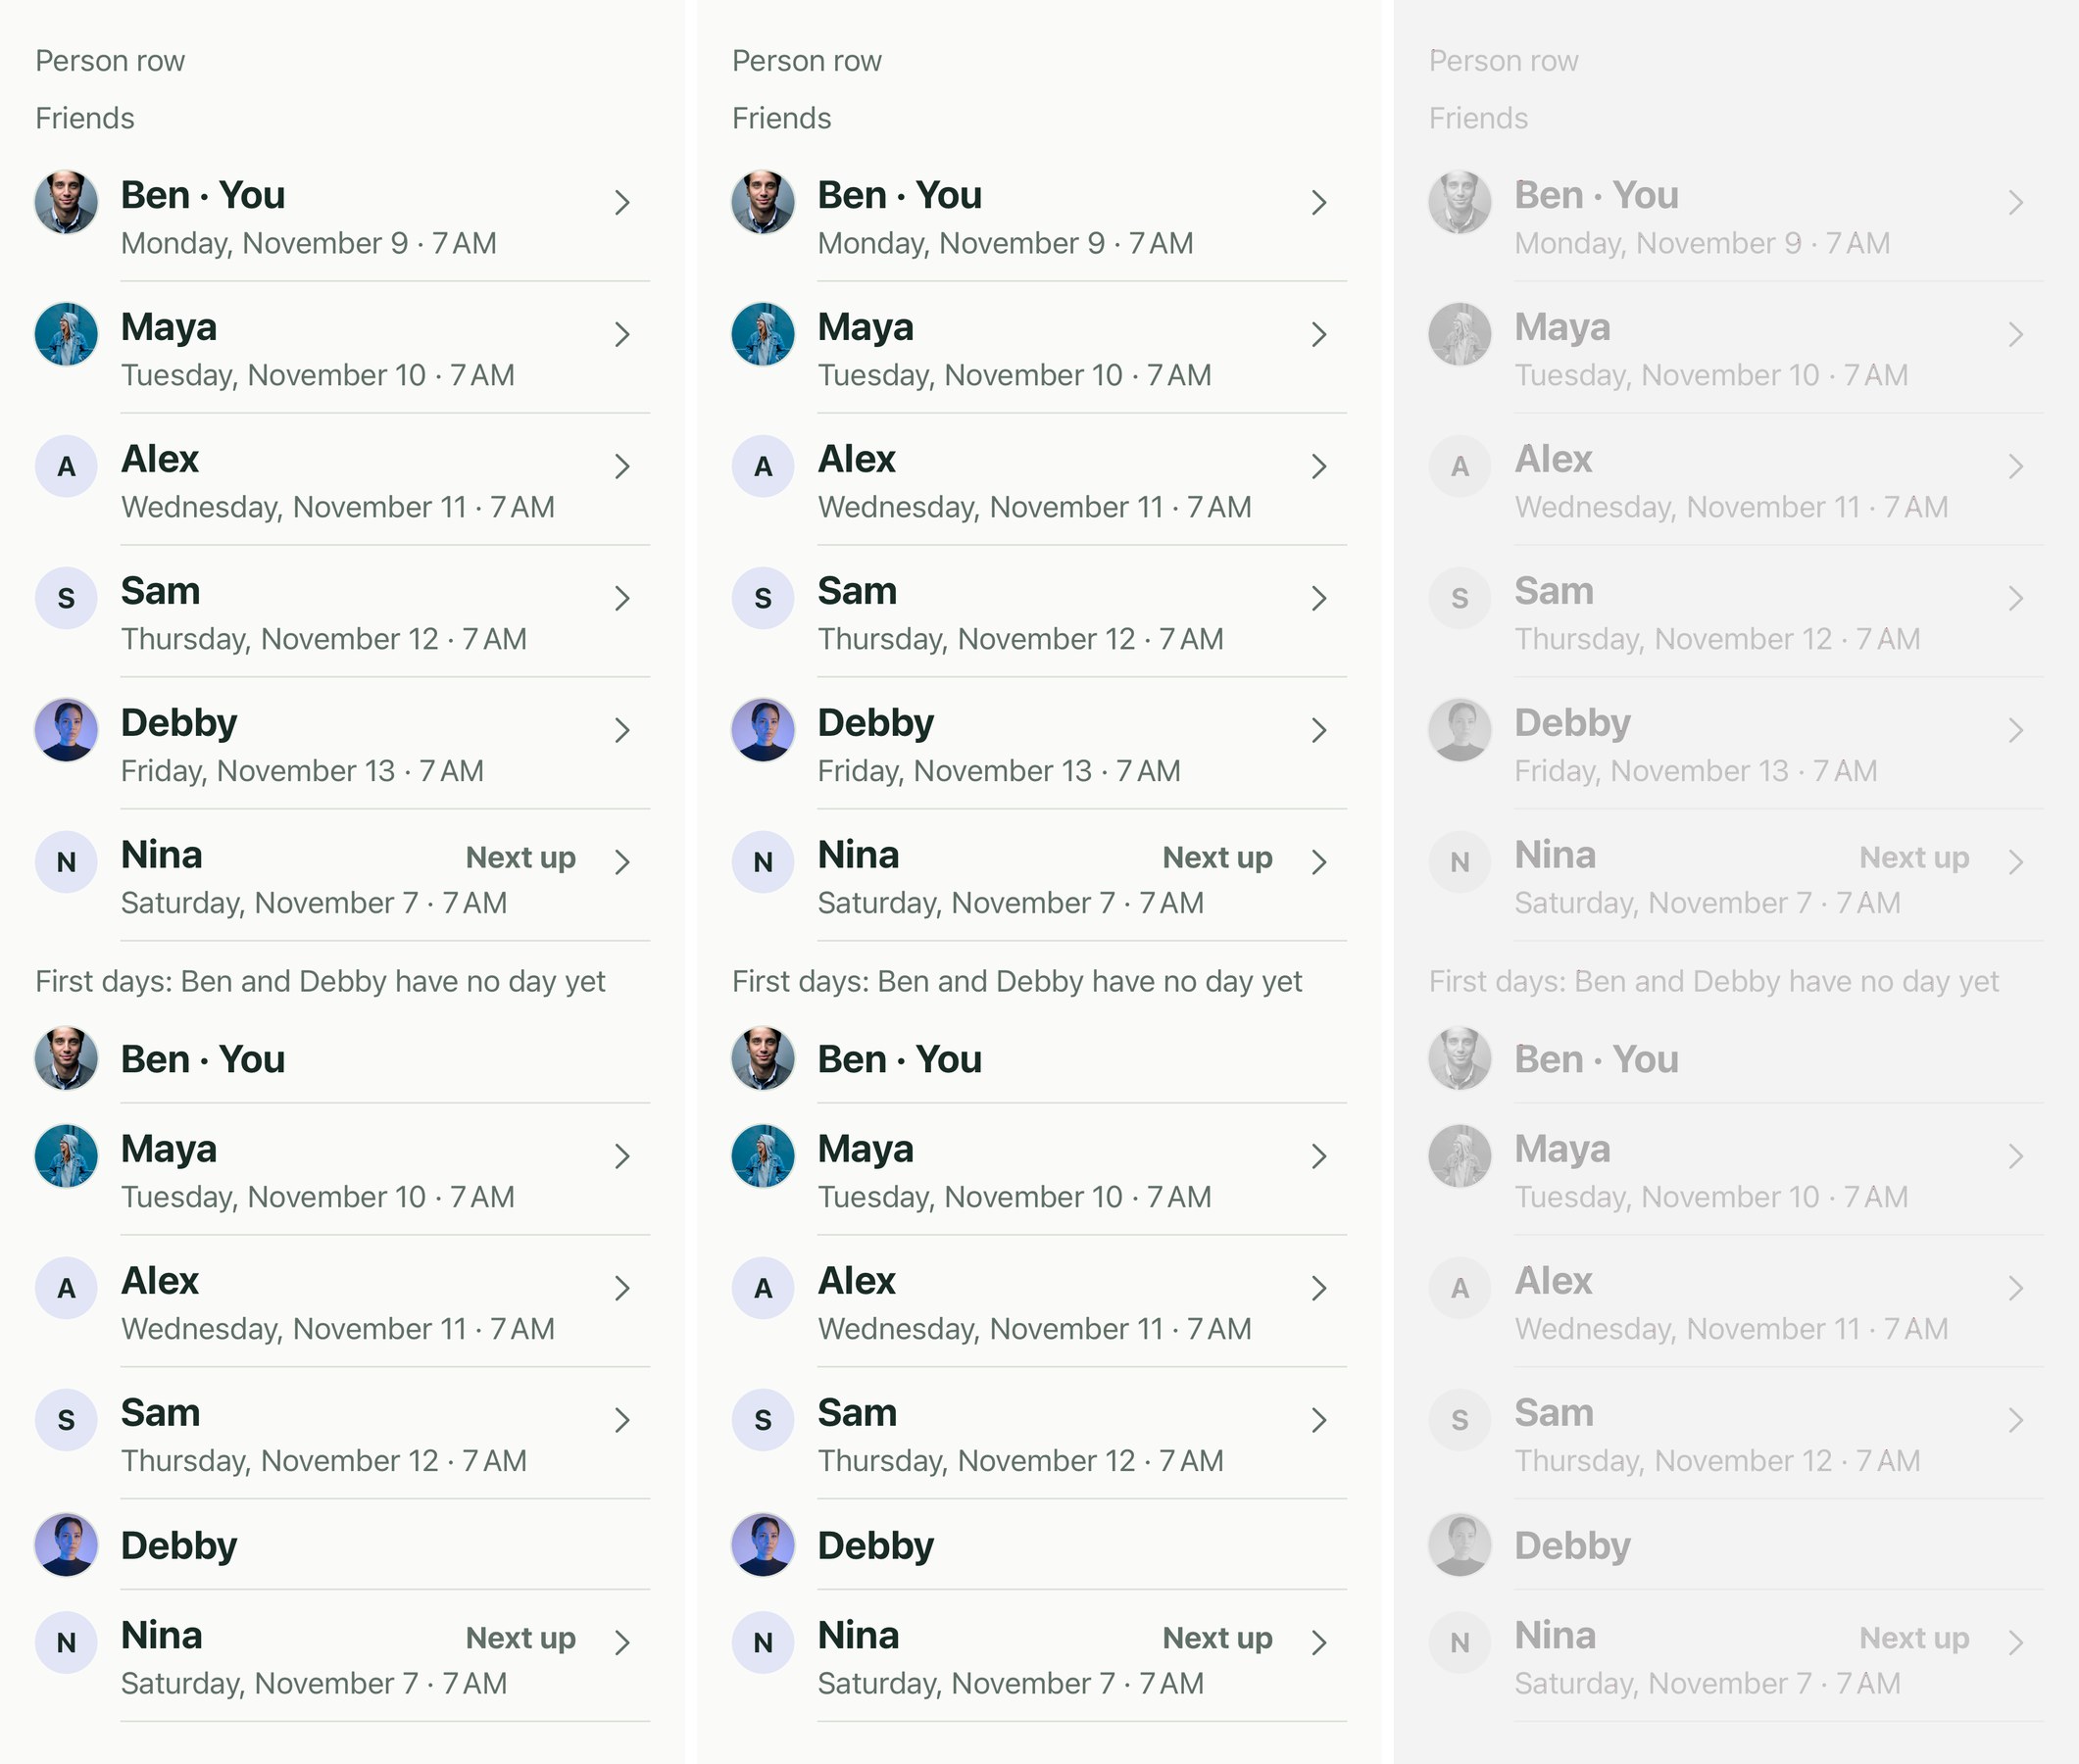 Person row
Friends
Ben · You
Monday, November 9 · 7 AM
Maya
Tuesday, November 10 · 7 AM
A
Alex
Wednesday, November 11 · 7 AM
S
Sam
Thursday, November 12 · 7 AM
Debby
Friday, November 13 · 7 AM
N
Nina
Next up
Saturday, November 7 · 7 AM
First days: Ben and Debby have no day yet
Ben · You
Maya
Tuesday, November 10 · 7 AM
A
Alex
Wednesday, November 11 · 7 AM
S
Sam
Thursday, November 12 · 7 AM
Debby
N
Nina
Next up
Saturday, November 7 · 7 AM
Person row
Friends
Ben · You
Monday, November 9 · 7 AM
Maya
Tuesday, November 10 · 7 AM
A
Alex
Wednesday, November 11 · 7 AM
S
Sam
Thursday, November 12 · 7 AM
Debby
Friday, November 13 · 7 AM
N
Nina
Next up
Saturday, November 7 · 7 AM
First days: Ben and Debby have no day yet
Ben · You
Maya
Tuesday, November 10 · 7 AM
A
Alex
Wednesday, November 11 · 7 AM
S
Sam
Thursday, November 12 · 7 AM
Debby
N
Nina
Next up
Saturday, November 7 · 7 AM
Person row
Friends
Ben · You
Monday, November 9 · 7 AM
Maya
Tuesday, November 10 · 7 AM
A
Alex
Wednesday, November 11 · 7 AM
S
Sam
Thursday, November 12 · 7 AM
Debby
Friday, November 13 · 7 AM
N
Nina
Next up
Saturday, November 7 · 7 AM
First days: Ben and Debby have no day yet
Ben · You
Maya
Tuesday, November 10 · 7 AM
A
Alex
Wednesday, November 11 · 7 AM
S
Sam
Thursday, November 12 · 7 AM
Debby
N
Nina
Next up
Saturday, November 7 · 7 AM